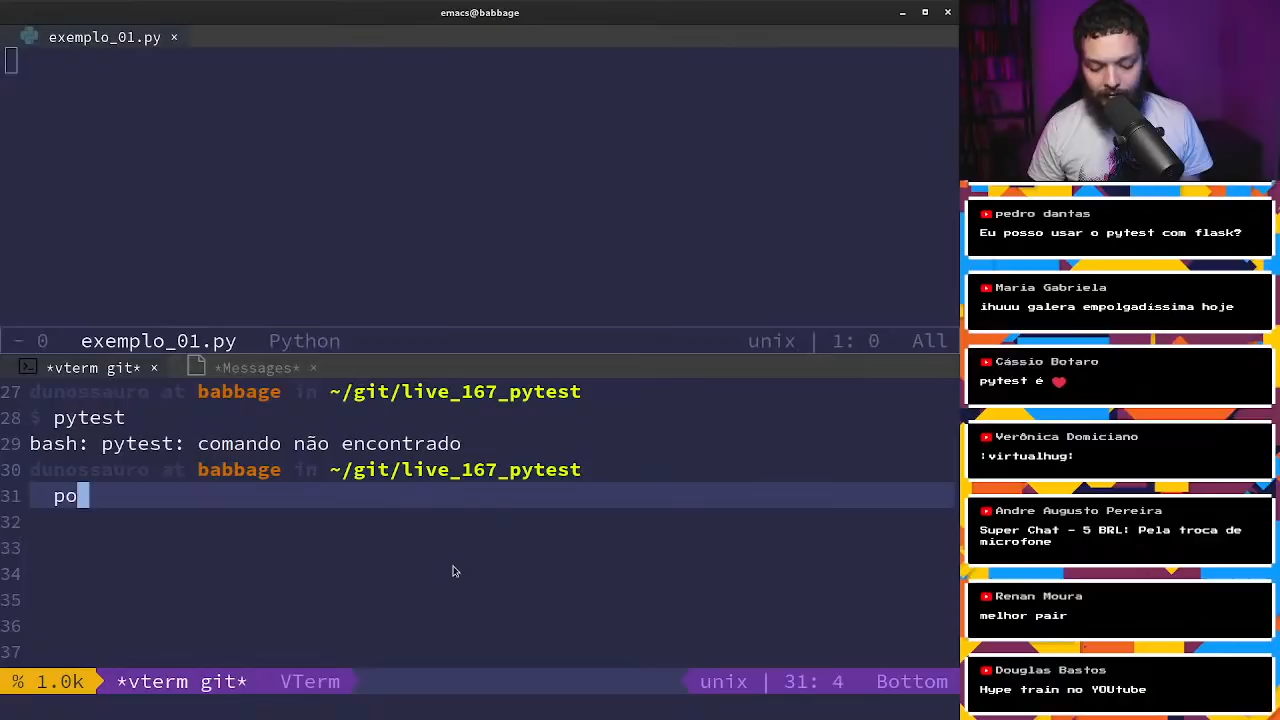 emacs@babbage
exemplo_01.py ×
- 0 exemplo_01.py Python unix | 1: 0 All
*vterm git* × *Messages* ×
27 dunossauro at babbage in ~/git/live_167_pytest
28 $ pytest
29 bash: pytest: comando não encontrado
30 dunossauro at babbage in ~/git/live_167_pytest
31 po
32
33
34
35
36
37
% 1.0k *vterm git* VTerm unix | 31: 4 Bottom
pedro dantas
Eu posso usar o pytest com flask?
Maria Gabriela
ihuuu galera empolgadíssima hoje
Cássio Botaro
pytest é ❤
Verônica Domiciano
:virtualhug:
Andre Augusto Pereira
Super Chat - 5 BRL: Pela troca de
microfone
Renan Moura
melhor pair
Douglas Bastos
Hype train no YOUtube